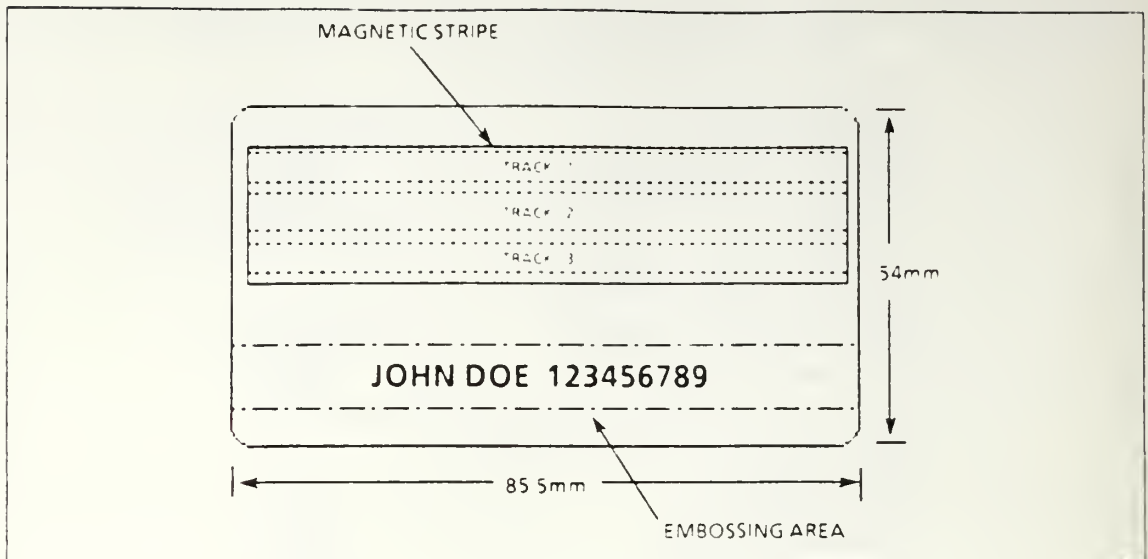 MAGNETIC STRIPE
TRACK 1
TRACK 2
TRACK 3
54mm
JOHN DOE 123456789
85 5mm
EMBOSSING AREA